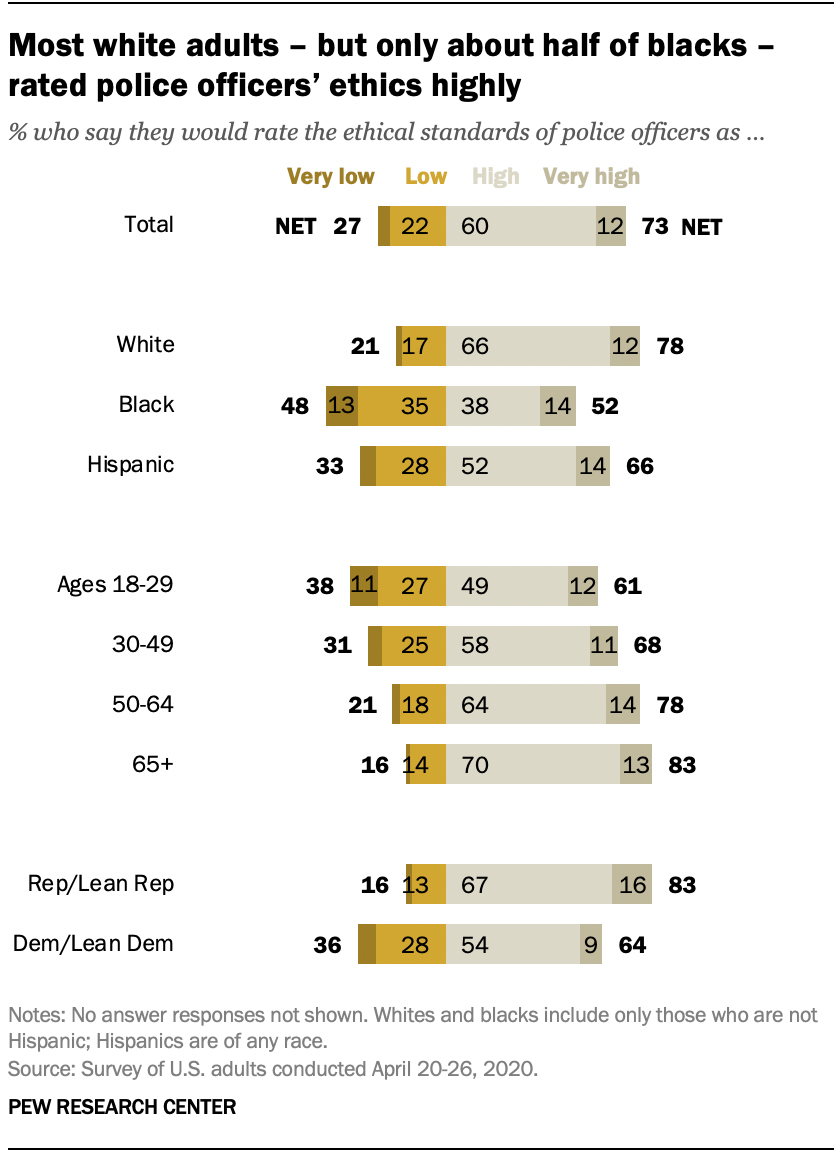 Most white adults – but only about half of blacks –
rated police officers’ ethics highly
% who say they would rate the ethical standards of police officers as ...
Very low Low High Very high
Total NET 27 22 60 12 73 NET
White 21 17 66 12 78
Black 48 13 35 38 14 52
Hispanic 33 28 52 14 66
Ages 18-29 38 11 27 49 12 61
30-49 31 25 58 11 68
50-64 21 18 64 14 78
65+ 16 14 70 13 83
Rep/Lean Rep 16 13 67 16 83
Dem/Lean Dem 36 28 54 9 64
Notes: No answer responses not shown. Whites and blacks include only those who are not
Hispanic; Hispanics are of any race.
Source: Survey of U.S. adults conducted April 20-26, 2020.
PEW RESEARCH CENTER